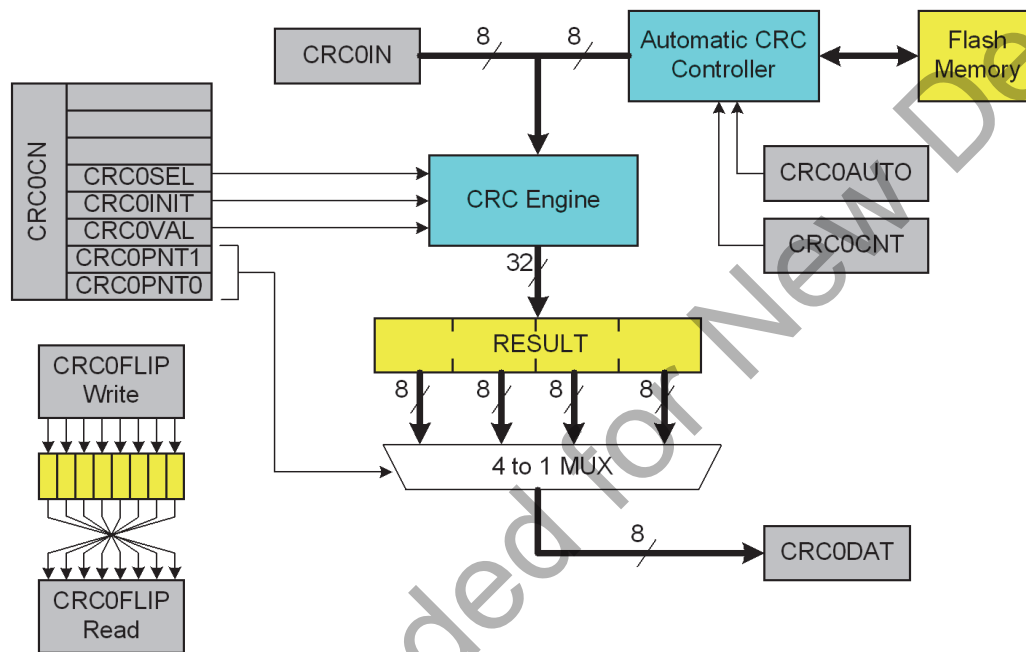 CRC0IN
8
8
Automatic CRC
Controller
Flash
Memory
CRC0CN
CRC0SEL
CRC0INIT
CRC0VAL
CRC0PNT1
CRC0PNT0
CRC Engine
CRC0AUTO
CRC0CNT
32
RESULT
8
8
8
8
4 to 1 MUX
8
CRC0DAT
CRC0FLIP
Write
CRC0FLIP
Read
ded for New De